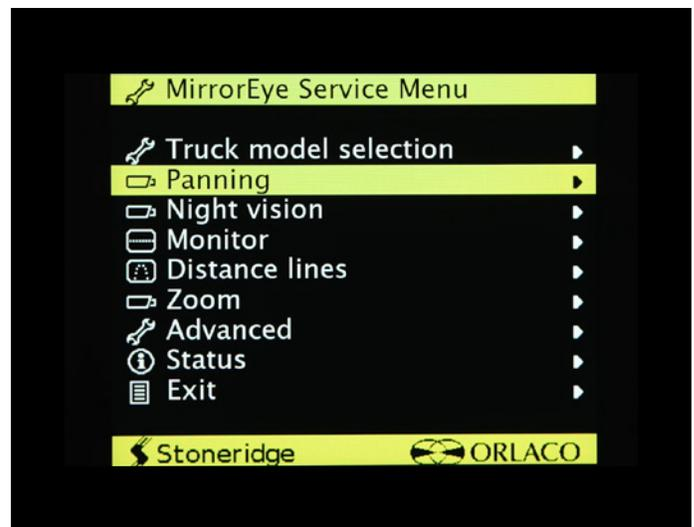 MirrorEye Service Menu
Truck model selection
Panning
Night vision
Monitor
Distance lines
Zoom
Advanced
Status
Exit
Stoneridge ORLACO